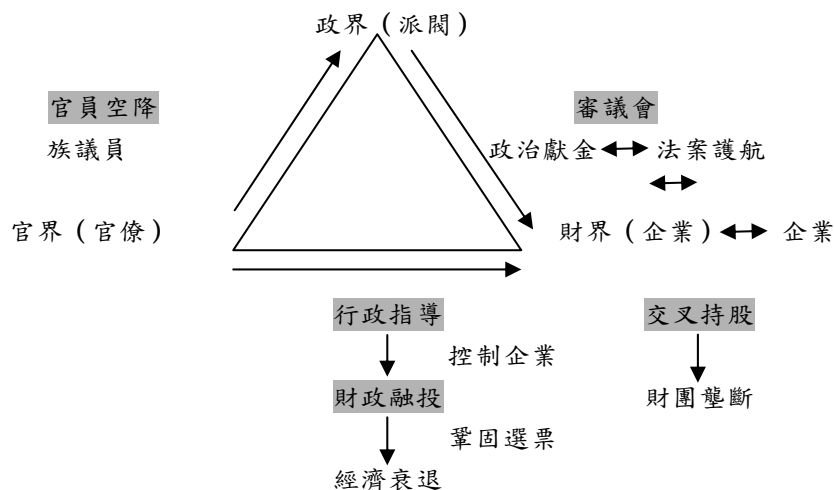 政界（派閥）
官員空降
審議會
族議員
政治獻金 法案護航
官界（官僚）
財界（企業） 企業
行政指導
交叉持股
控制企業
財政融投
財團壟斷
鞏固選票
經濟衰退